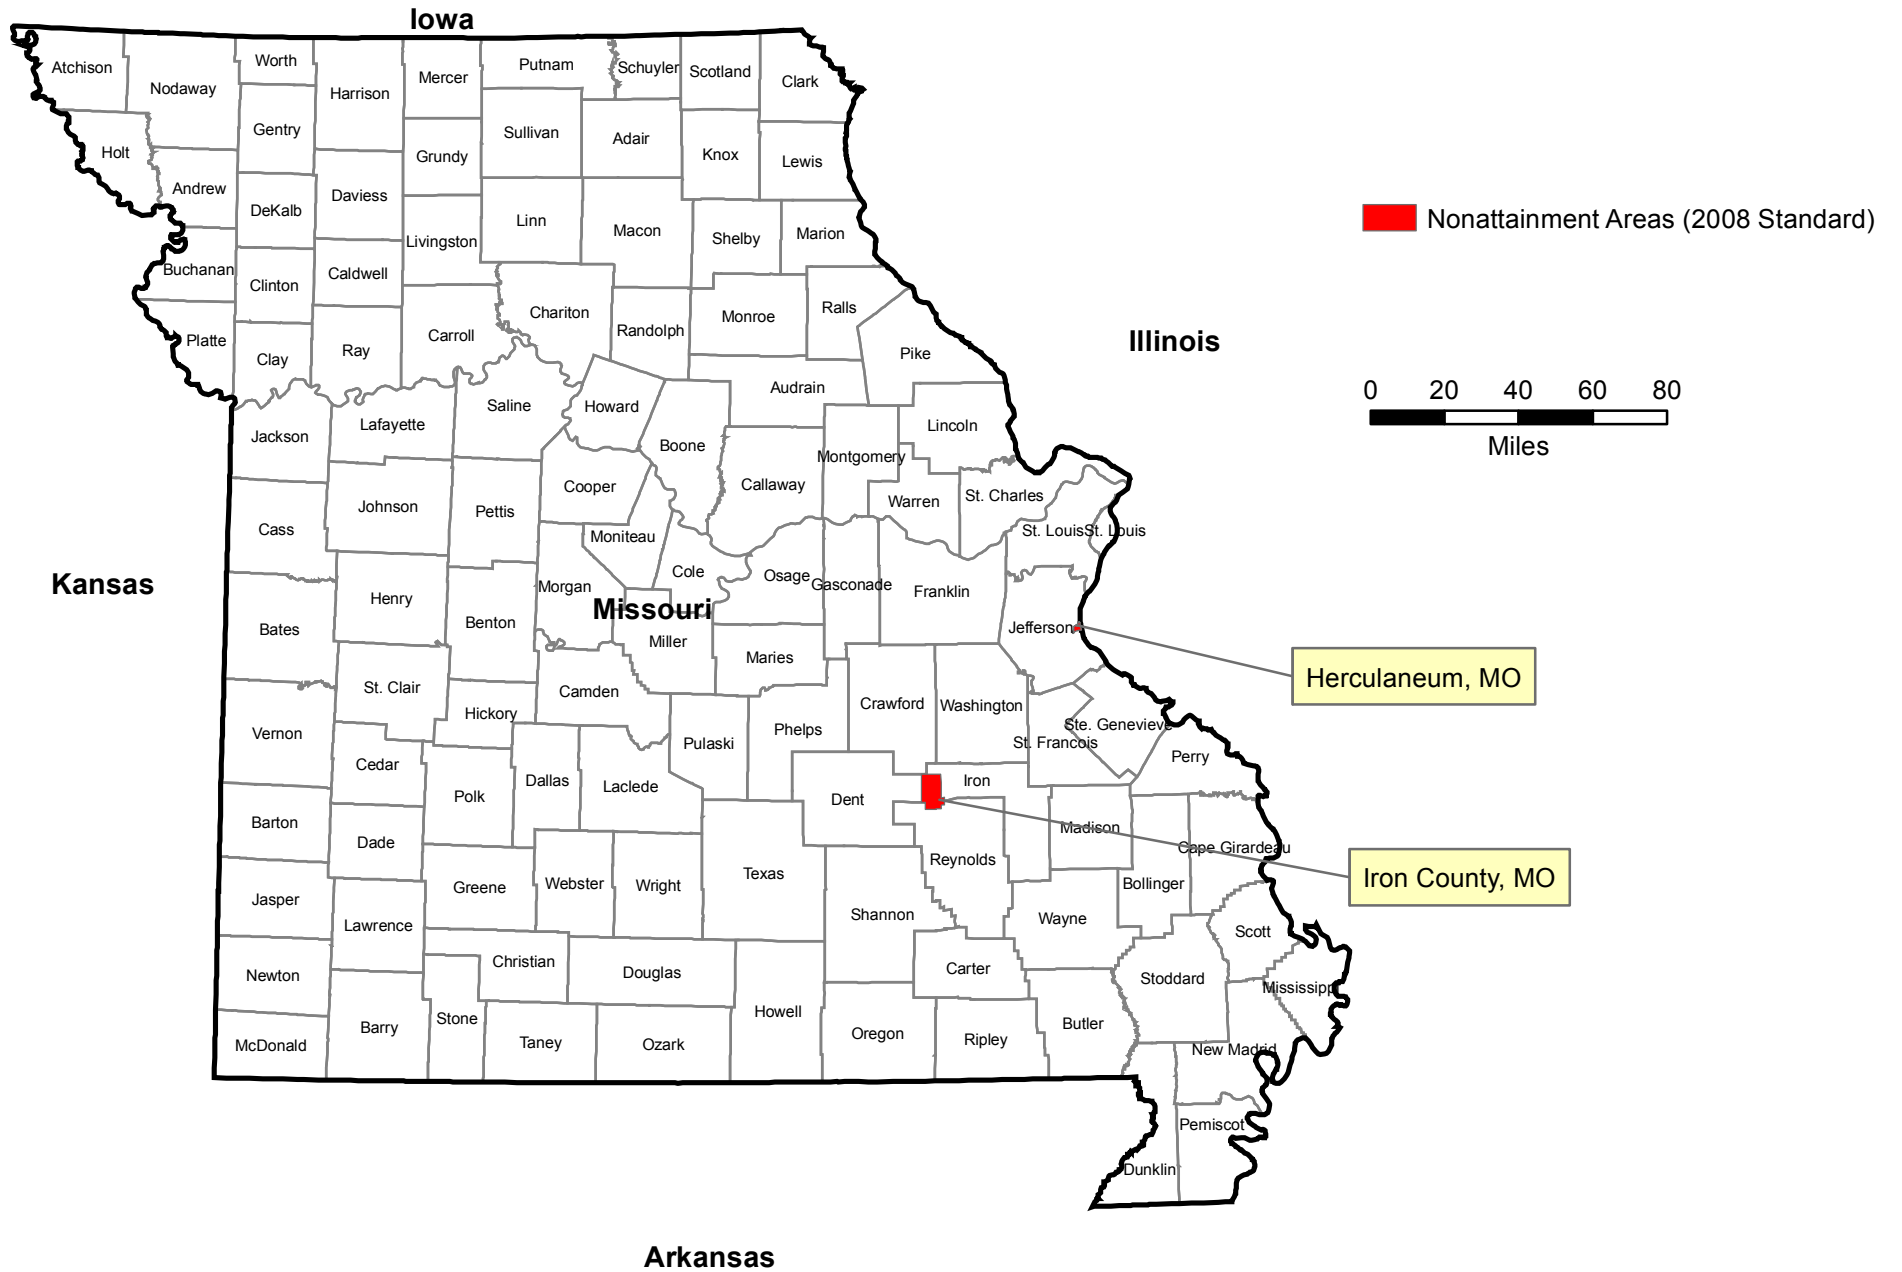 Iowa
Atchison
Nodaway
Worth
Harrison
Mercer
Putnam
Schuyler
Scotland
Clark
Gentry
Sullivan
Adair
Holt
Grundy
Knox
Lewis
Andrew
DeKalb
Daviess
Linn
Macon
Shelby
Marion
Nonattainment Areas (2008 Standard)
Livingston
Buchanan
Clinton
Caldwell
Chariton
Randolph
Monroe
Ralls
Platte
Clay
Ray
Carroll
Pike
Illinois
Audrain
0 20 40 60 80
Miles
Saline
Howard
Jackson
Lafayette
Boone
Lincoln
Montgomery
Cooper
Callaway
Warren
St. Charles
Johnson
Pettis
Cass
Moniteau
St. Louis
St. Louis
Kansas
Henry
Morgan
Cole
Osage
Gasconade
Franklin
Missouri
Bates
Benton
Miller
Jefferson
Maries
Herculaneum, MO
St. Clair
Camden
Hickory
Crawford
Washington
Vernon
Phelps
Pulaski
Ste. Genevieve
St. Francois
Perry
Cedar
Dallas
Laclede
Polk
Dent
Iron
Barton
Dade
Madison
Cape Girardeau
Reynolds
Iron County, MO
Jasper
Greene
Webster
Wright
Texas
Bollinger
Lawrence
Shannon
Wayne
Scott
Newton
Christian
Douglas
Carter
Stoddard
Mississippi
Howell
McDonald
Barry
Stone
Taney
Ozark
Oregon
Ripley
Butler
New Madrid
Pemiscot
Dunklin
Arkansas